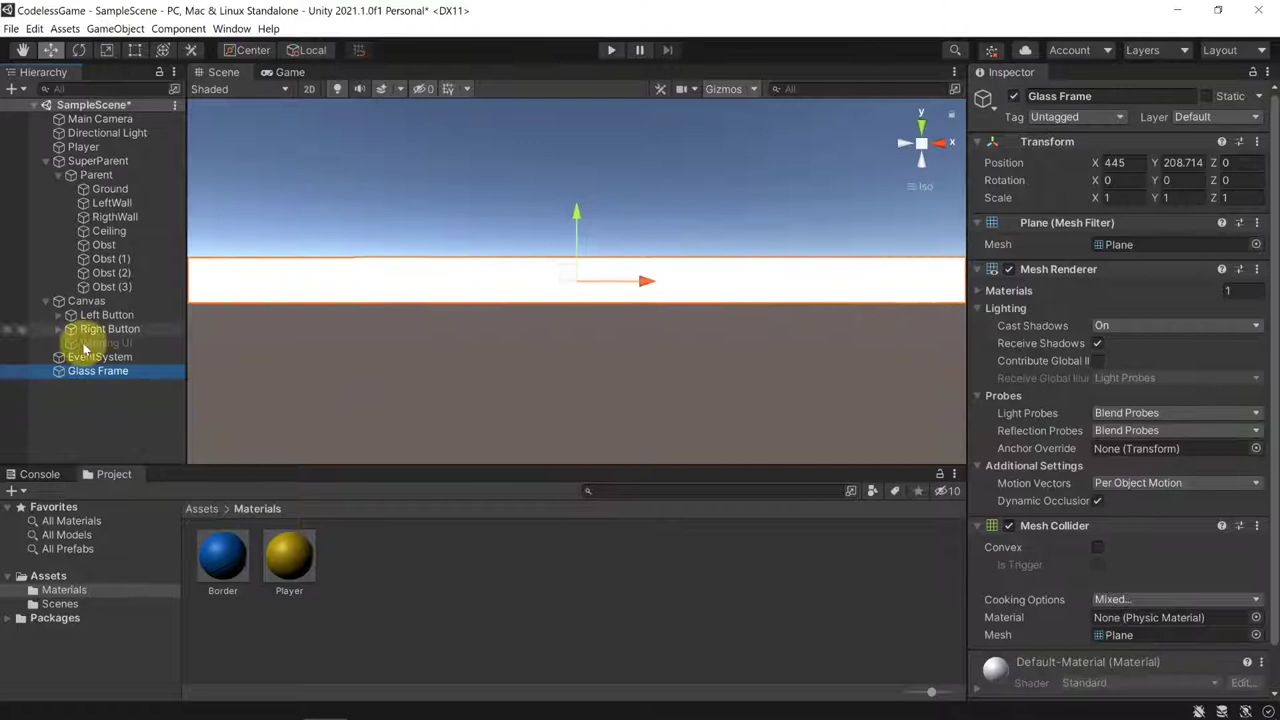 CodelessGame - SampleScene - PC, Mac & Linux Standalone - Unity 2021.1.0f1 Personal* <DX11>
File Edit Assets GameObject Component Window Help
Center Local Account Layers Layout
Hierarchy
All
SampleScene*
Main Camera
Directional Light
Player
SuperParent
Parent
Ground
LeftWall
RigthWall
Ceiling
Obst
Obst (1)
Obst (2)
Obst (3)
Canvas
Left Button
Right Button
UI
EventSystem
Glass Frame
Scene Game
Shaded 2D 0 Gizmos All
y
x
Iso
Inspector
Glass Frame Static
Tag Untagged Layer Default
Transform
Position X 445 Y 208.714 Z 0
Rotation X 0 Y 0 Z 0
Scale X 1 Y 1 Z 1
Plane (Mesh Filter)
Mesh Plane
Mesh Renderer
Materials 1
Lighting
Cast Shadows On
Receive Shadows
Contribute Global Il
Receive Global Illur Light Probes
Probes
Light Probes Blend Probes
Reflection Probes Blend Probes
Anchor Override None (Transform)
Additional Settings
Motion Vectors Per Object Motion
Dynamic Occlusior
Mesh Collider
Convex
Is Trigger
Cooking Options Mixed...
Material None (Physic Material)
Mesh Plane
Default-Material (Material)
Shader Standard Edit...
Console Project
10
Favorites
All Materials
All Models
All Prefabs
Assets
Materials
Scenes
Packages
Assets > Materials
Border Player